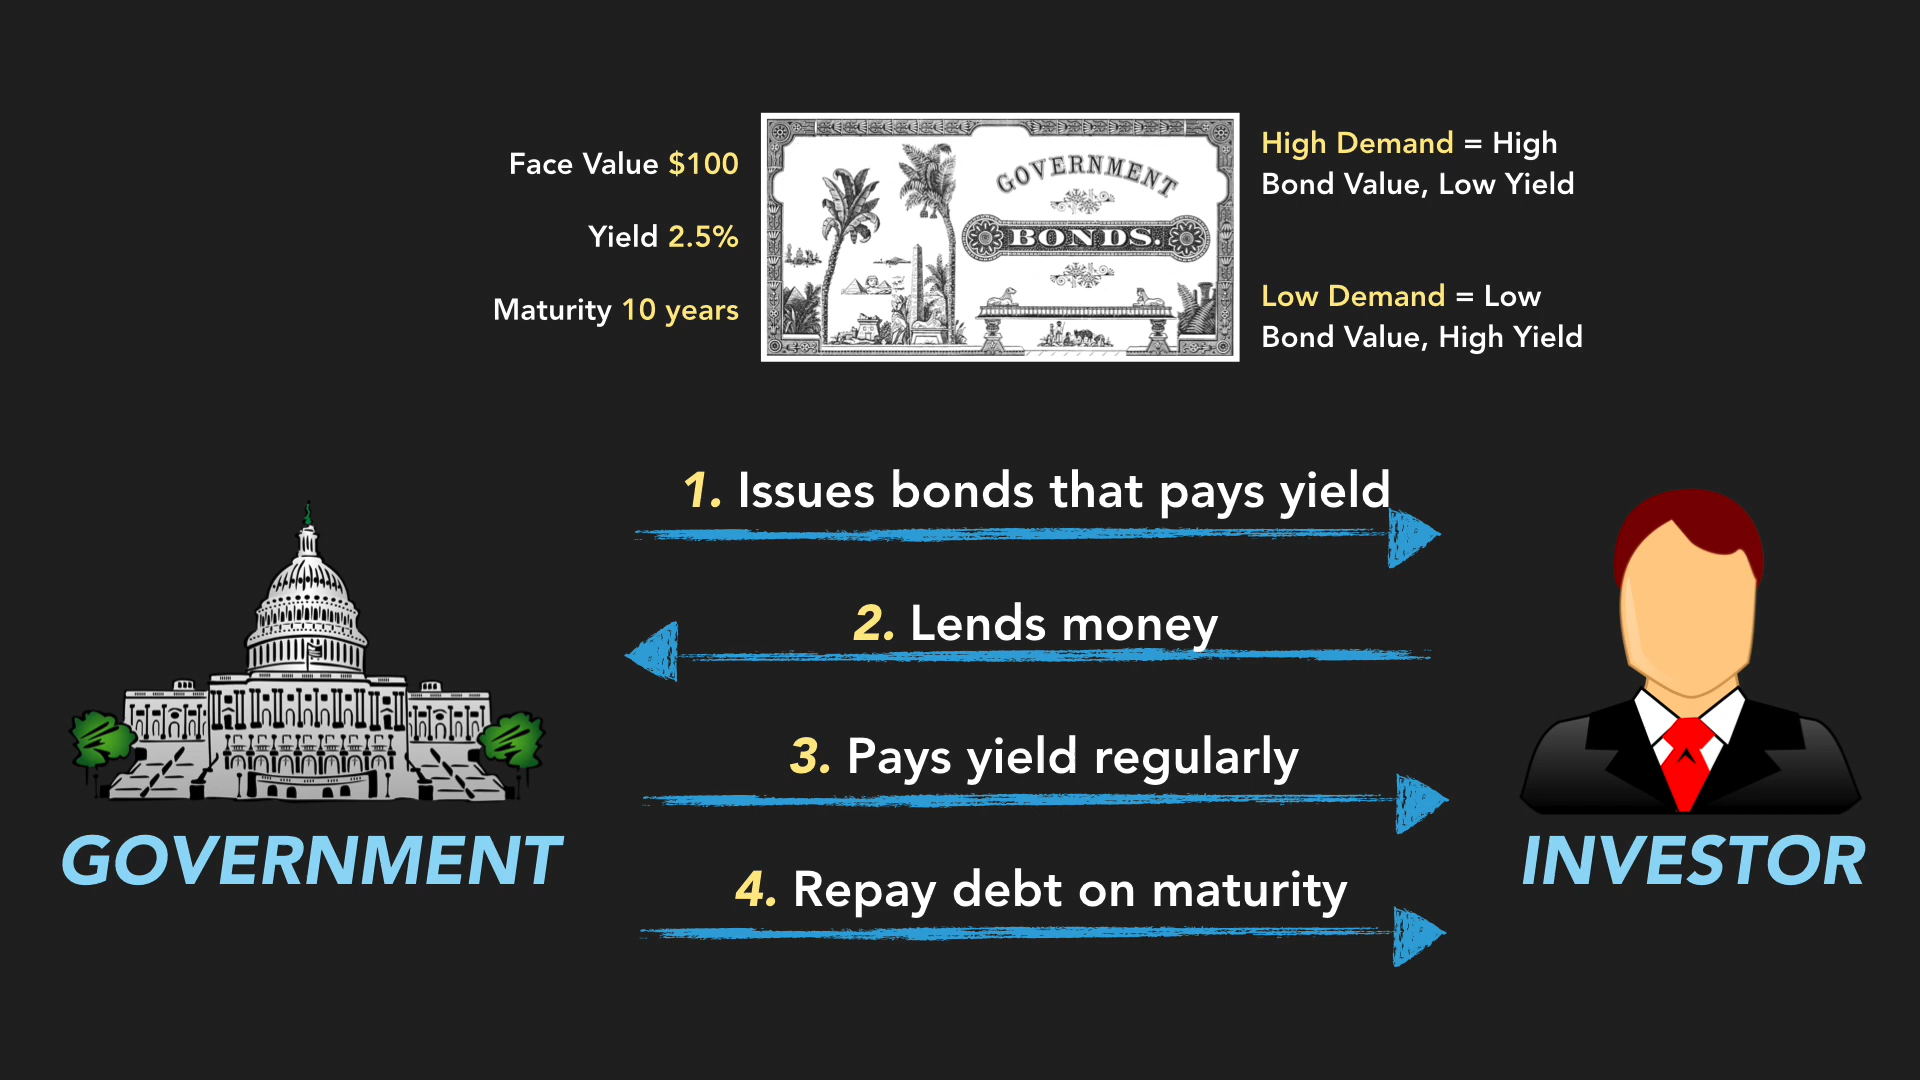 Face Value $100
Yield 2.5%
Maturity 10 years
GOVERNMENT
BONDS.
High Demand = High
Bond Value, Low Yield
Low Demand = Low
Bond Value, High Yield
1. Issues bonds that pays yield
2. Lends money
3. Pays yield regularly
4. Repay debt on maturity
GOVERNMENT
INVESTOR